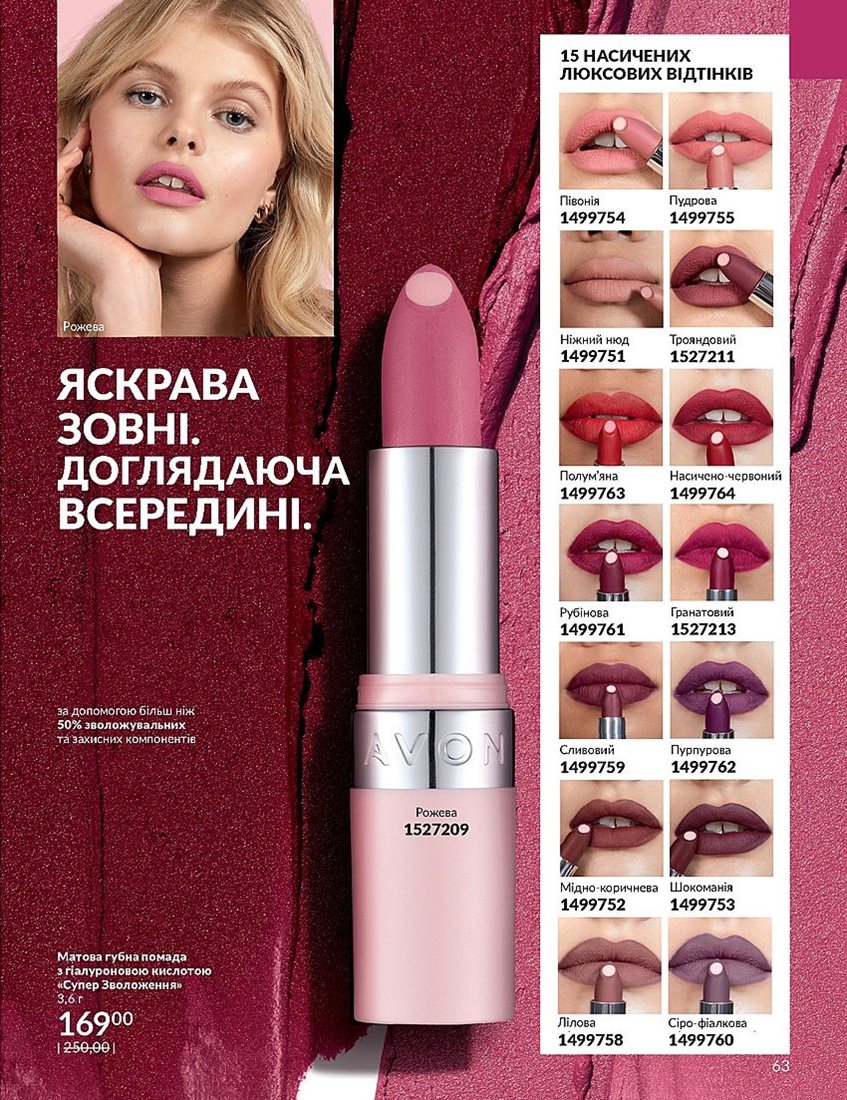 Рожева
ЯСКРАВА
ЗОВНІ.
ДОГЛЯДАЮЧА
ВСЕРЕДИНІ.
за допомогою більш ніж
50% зволожувальних
та захисних компонентів
Матова губна помада
з гіалуроновою кислотою
«Супер Зволоження»
3,6 г
169⁰⁰
|250,00|
AVON
Рожева
1527209
15 НАСИЧЕНИХ
ЛЮКСОВИХ ВІДТІНКІВ
Півонія
1499754
Пудрова
1499755
Ніжний нюд
1499751
Трояндовий
1527211
Полум'яна
1499763
Насичено-червоний
1499764
Рубінова
1499761
Гранатовий
1527213
Сливовий
1499759
Пурпурова
1499762
Мідно-коричнева
1499752
Шокоманія
1499753
Лілова
1499758
Сіро-фіалкова
1499760
63